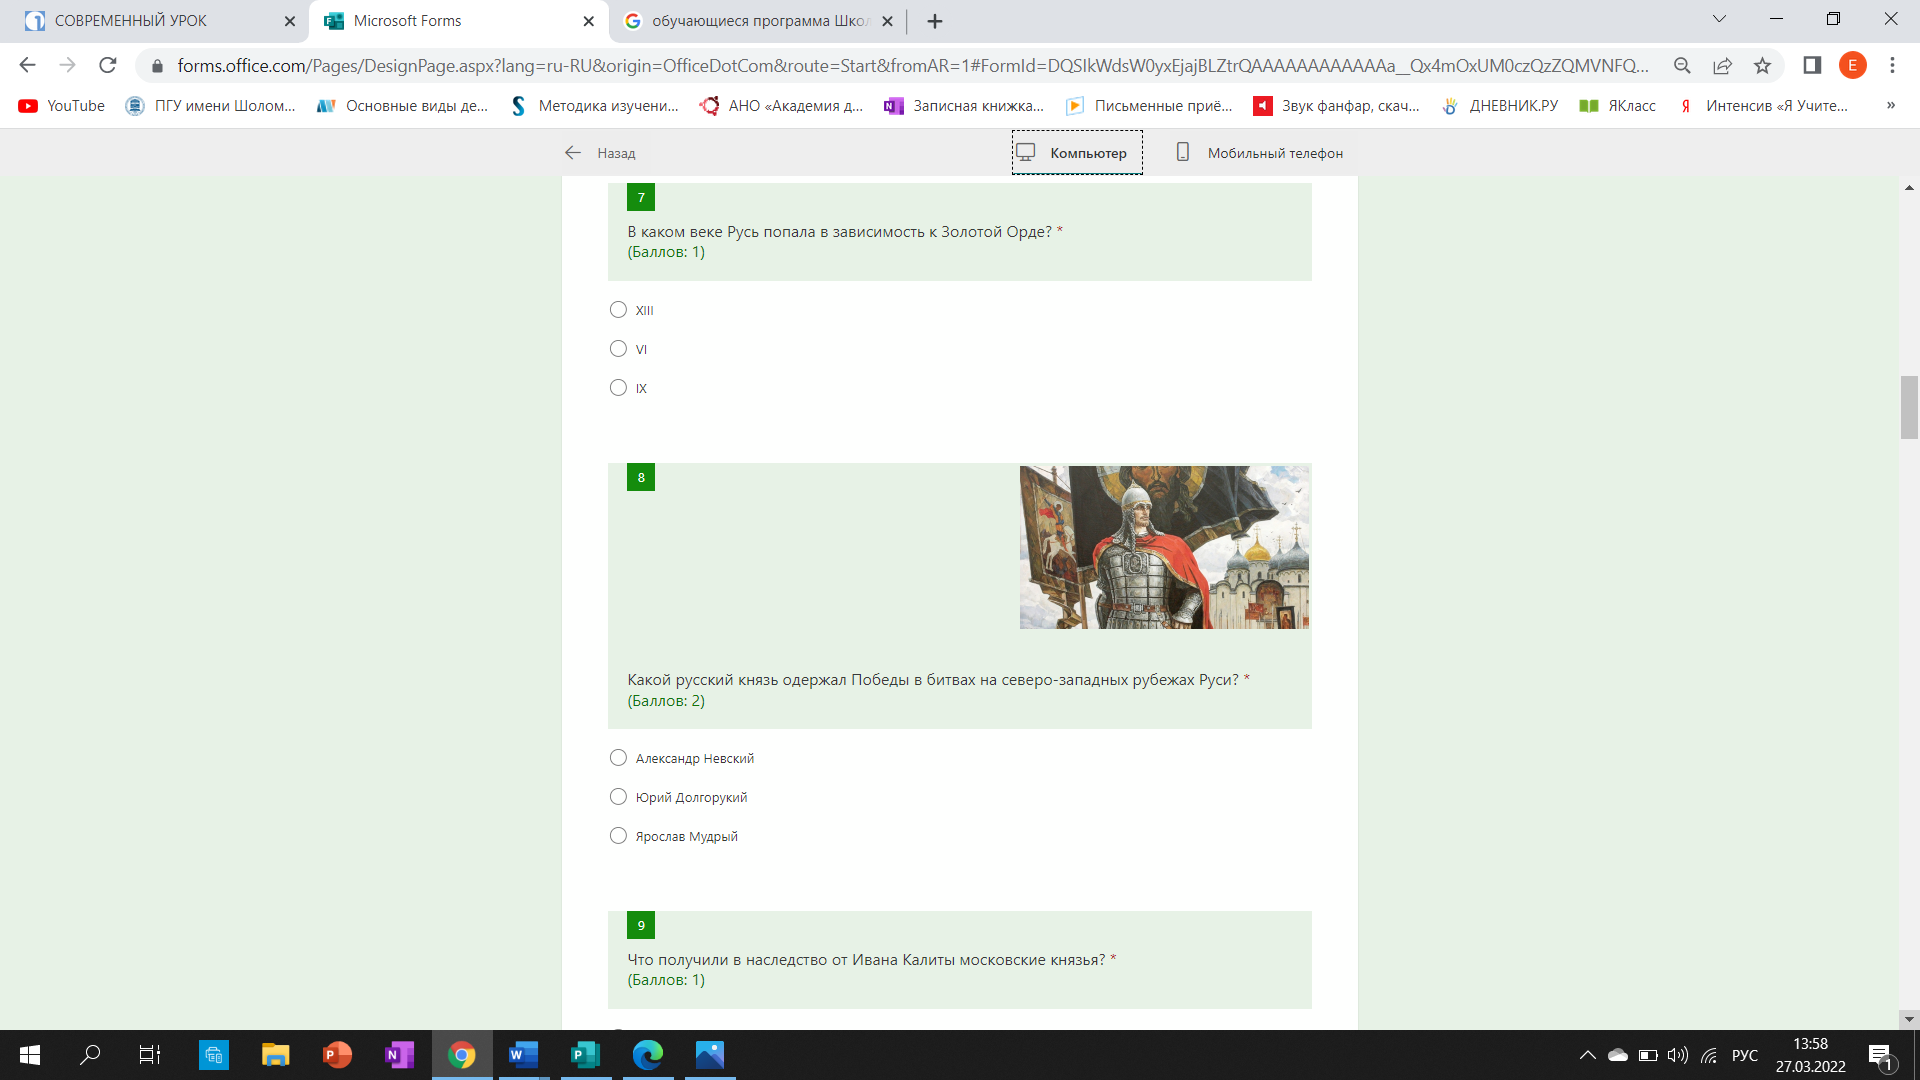 СОВРЕМЕННЫЙ УРОК
Microsoft Forms
обучающиеся программа Шко
forms.office.com/Pages/DesignPage.aspx?lang=ru-RU&origin=OfficeDotCom&route=Start&fromAR=1#FormId=DQSIkWdsW0yxEjajBLZtrQAAAAAAAAAAAAa__Qx4mOxUM0czQzZQMVNFQ...
E
YouTube
ПГУ имени Шолом...
Основные виды де...
Методика изучени...
АНО «Академия д...
Записная книжка...
Письменные приё...
Звук фанфар, скач...
ДНЕВНИК.РУ
ЯКласс
Интенсив «Я Учите...
»
Назад
Компьютер
Мобильный телефон
7
В каком веке Русь попала в зависимость к Золотой Орде? *
(Баллов: 1)
XIII
VI
IX
8
Какой русский князь одержал Победы в битвах на северо-западных рубежах Руси? *
(Баллов: 2)
Александр Невский
Юрий Долгорукий
Ярослав Мудрый
9
Что получили в наследство от Ивана Калиты московские князья? *
(Баллов: 1)
РУС
13:58
27.03.2022
1